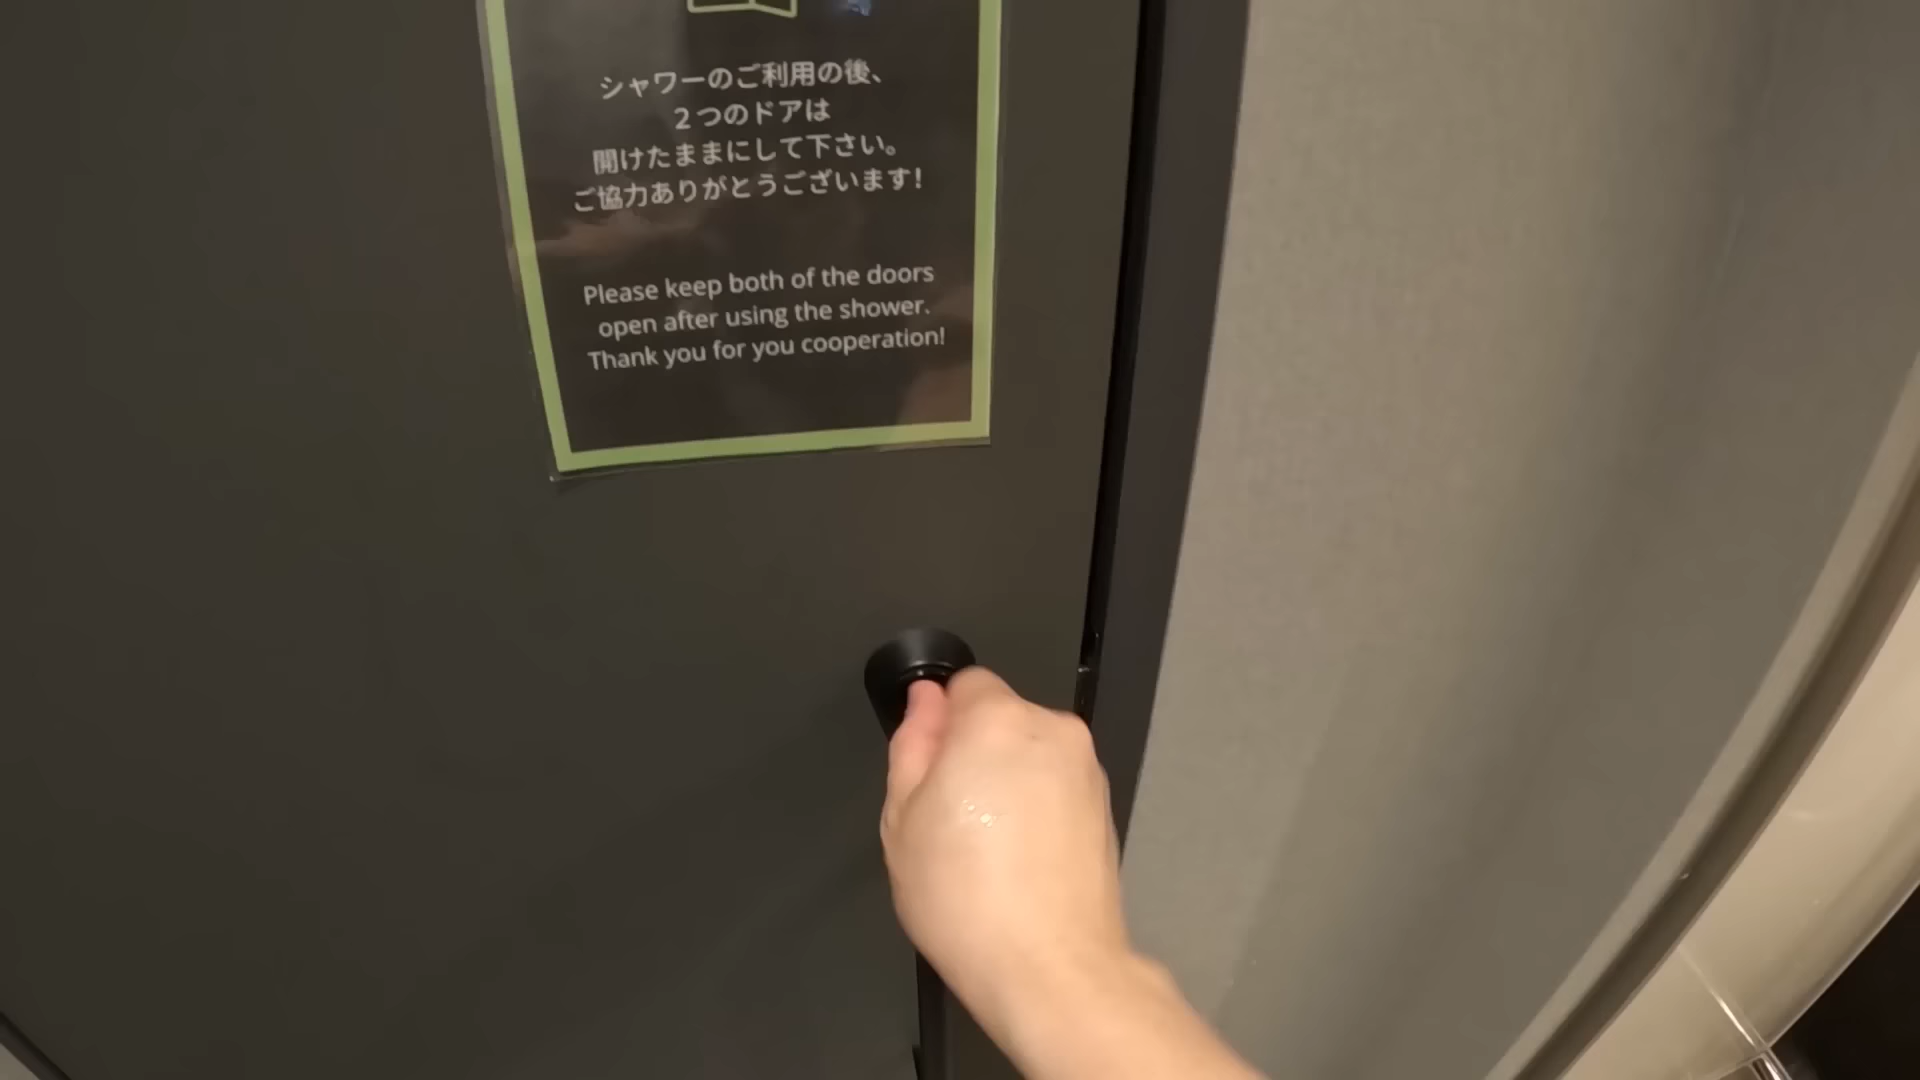 シャワーのご利用の後、
２つのドアは
開けたままにして下さい。
ご協力ありがとうございます!
Please keep both of the doors
open after using the shower.
Thank you for you cooperation!